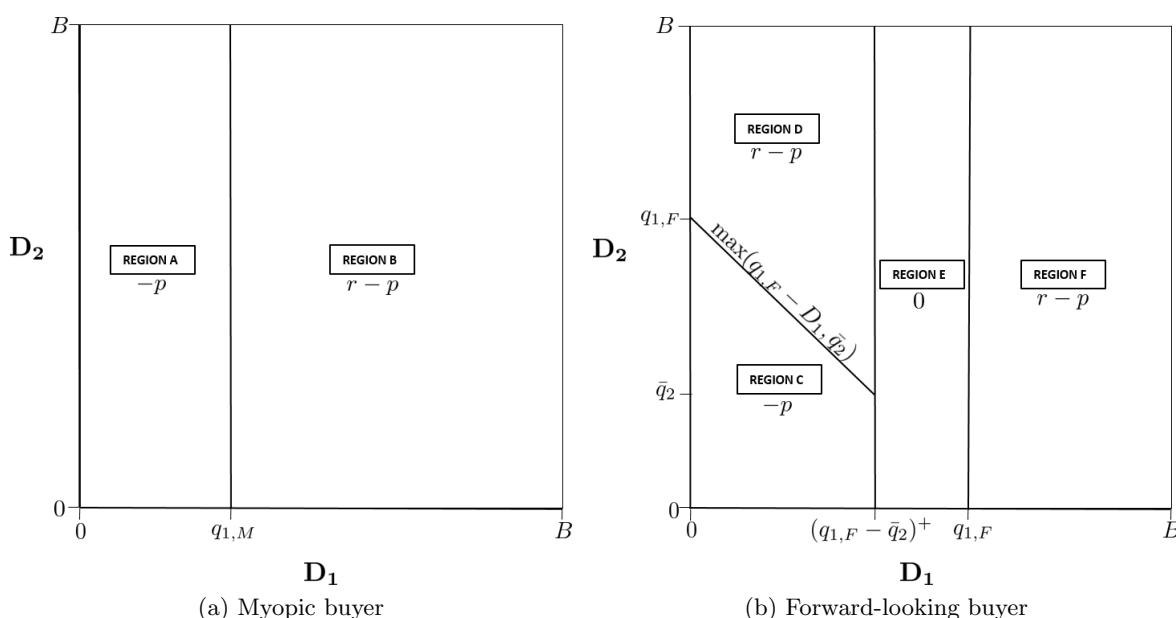 B
REGION A
−p
REGION B
r − p
D₂
0
0
q₁,M
B
D₁
(a) Myopic buyer
B
REGION D
r − p
q₁,F
D₂
max(q₁,F − D₁, q̄₂)
REGION E
0
REGION F
r − p
REGION C
−p
q̄₂
0
0
(q₁,F − q̄₂)⁺
q₁,F
B
D₁
(b) Forward-looking buyer